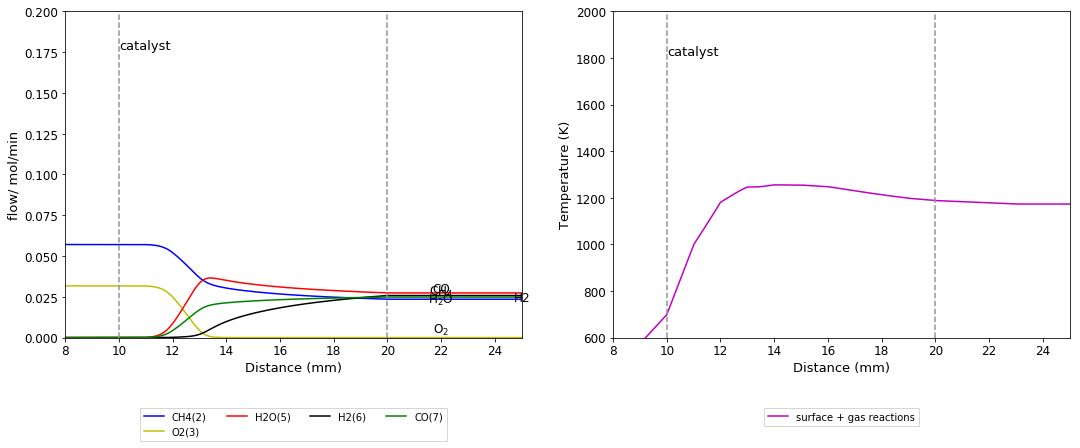 0.200
0.175
0.150
0.125
0.100
0.075
0.050
0.025
0.000
flow/ mol/min
catalyst
CO
CH4
H2O
H2
O2
8 10 12 14 16 18 20 22 24
Distance (mm)
CH4(2) H2O(5) H2(6) CO(7)
O2(3)
2000
1800
1600
1400
1200
1000
800
600
Temperature (K)
catalyst
8 10 12 14 16 18 20 22 24
Distance (mm)
surface + gas reactions